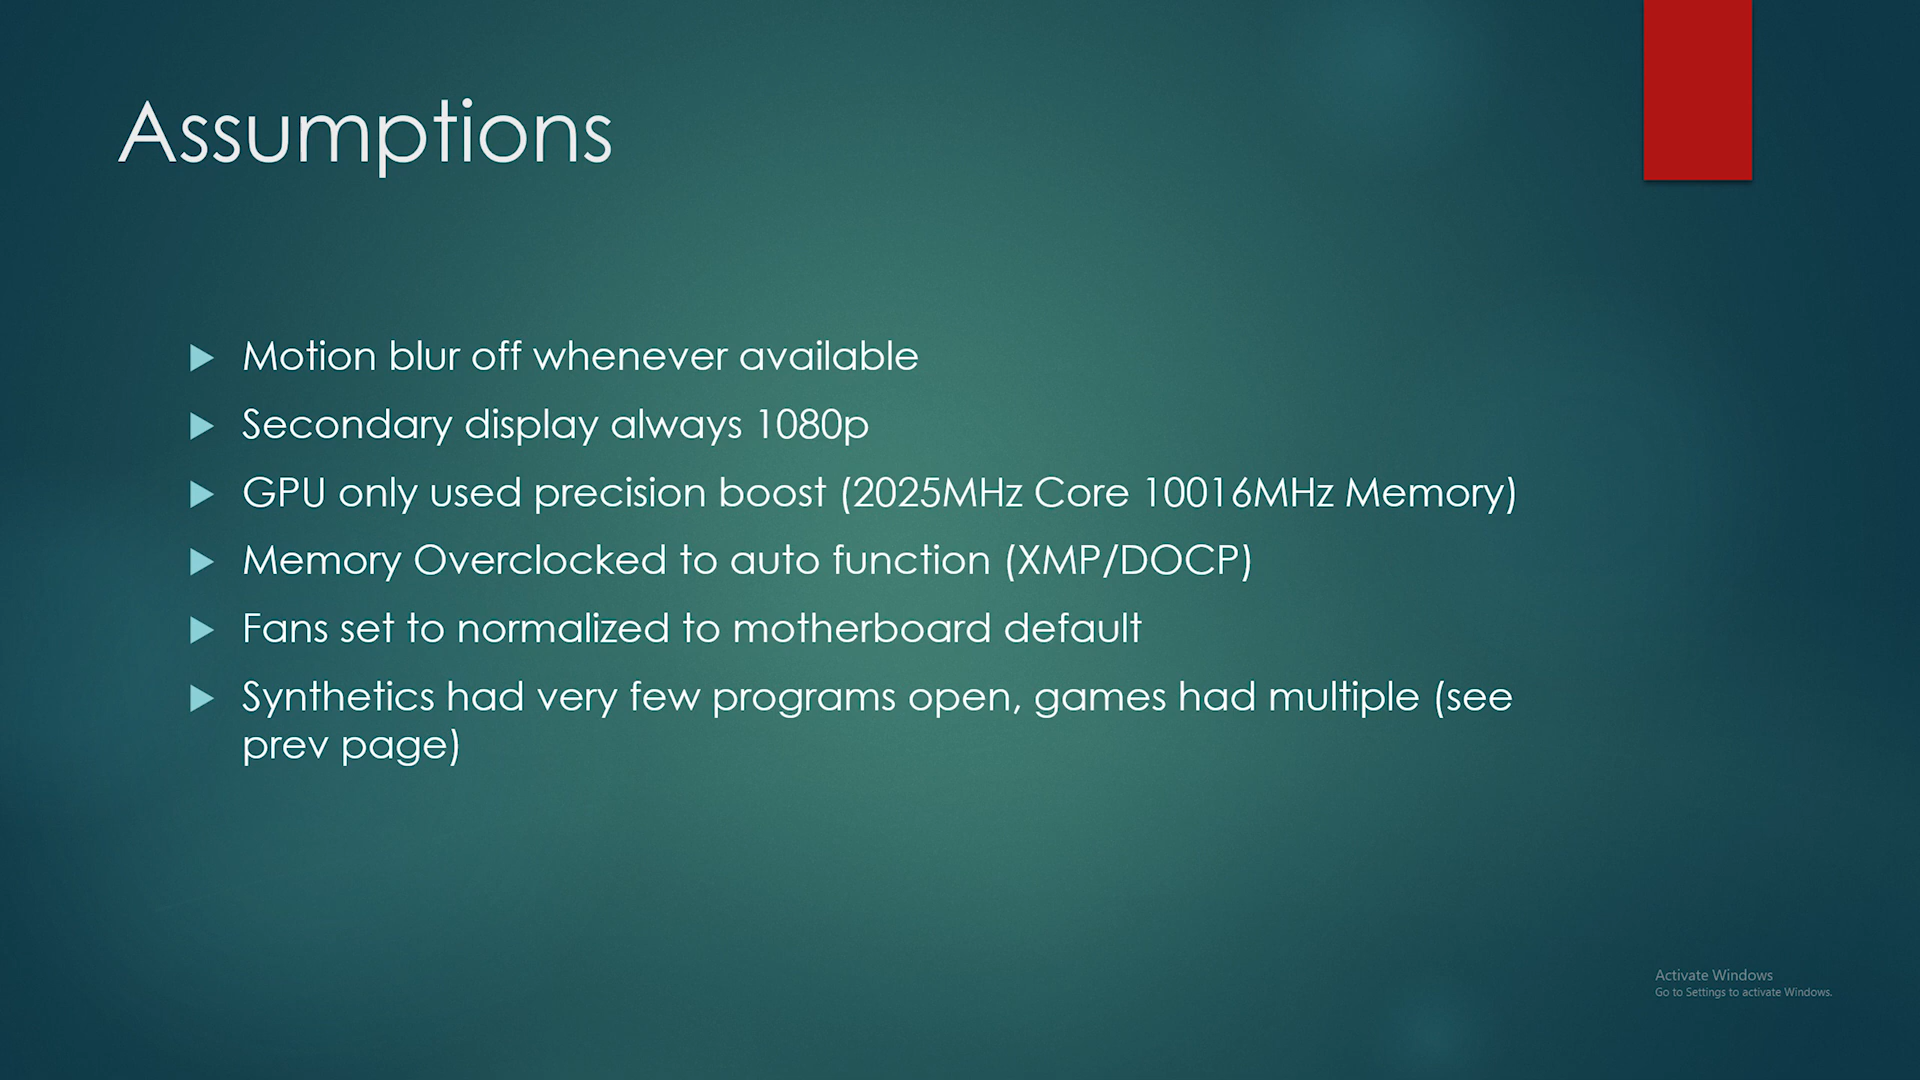 Assumptions
Motion blur off whenever available
Secondary display always 1080p
GPU only used precision boost (2025MHz Core 10016MHz Memory)
Memory Overclocked to auto function (XMP/DOCP)
Fans set to normalized to motherboard default
Synthetics had very few programs open, games had multiple (see
prev page)
Activate Windows
Go to Settings to activate Windows.